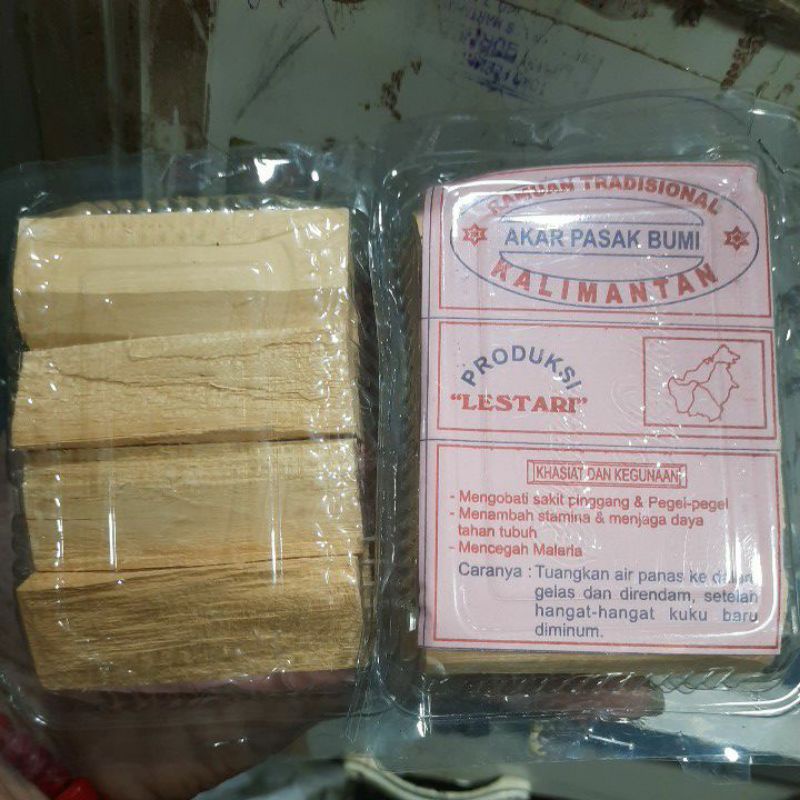 RAMUAN TRADISIONAL
AKAR PASAK BUMI
KALIMANTAN
PRODUKSI
"LESTARI"
KHASIAT DAN KEGUNAAN
- Mengobati sakit pinggang & Pegel-pegel
- Menambah stamina & menjaga daya
tahan tubuh
- Mencegah Malaria
Caranya : Tuangkan air panas ke dalam
gelas dan direndam, setelah
hangat-hangat kuku baru
diminum.